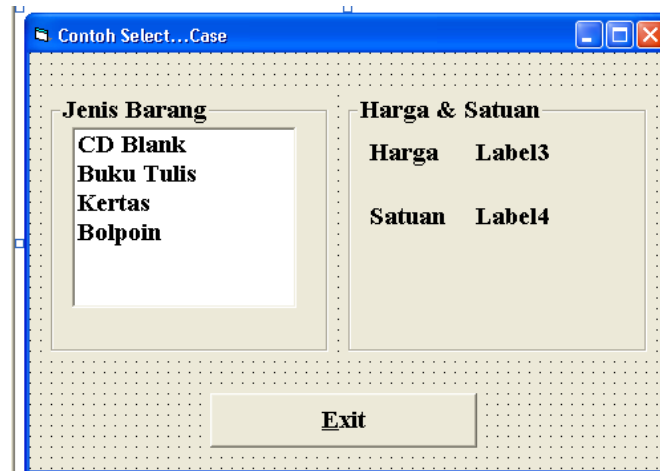 Contoh Select...Case
Jenis Barang
CD Blank
Buku Tulis
Kertas
Bolpoin
Harga & Satuan
Harga Label3
Satuan Label4
Exit